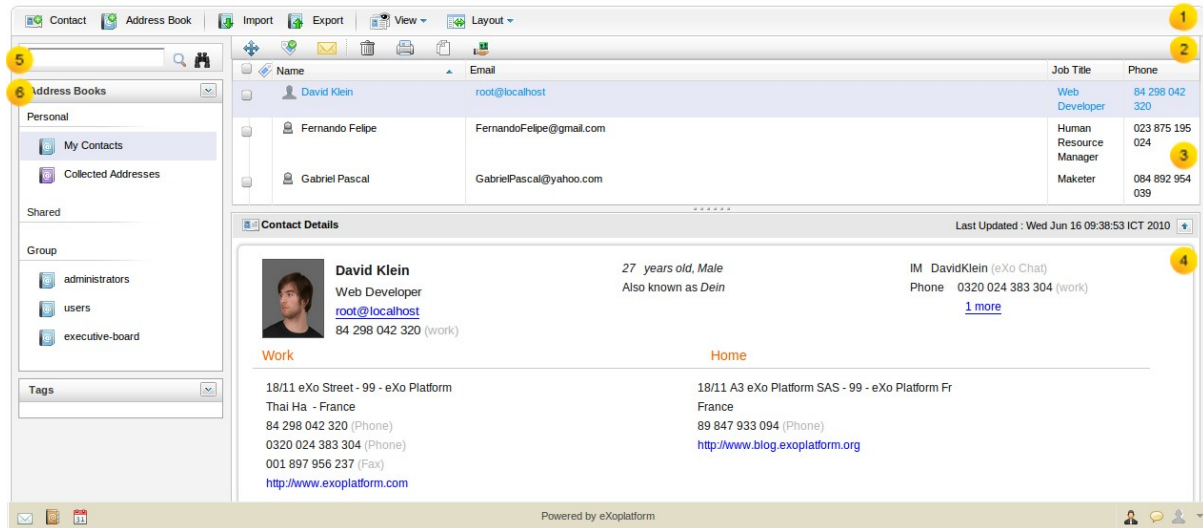 Contact Address Book Import Export View Layout 1
2
5
Name Email Job Title Phone
6 Address Books
David Klein root@localhost Web Developer 84 298 042 320
Personal
Fernando Felipe FernandoFelipe@gmail.com Human Resource Manager 023 875 195 024
My Contacts
3
Collected Addresses
Gabriel Pascal GabrielPascal@yahoo.com Maketer 084 892 954 039
Shared
Contact Details Last Updated : Wed Jun 16 09:38:53 ICT 2010
Group
4
administrators
users
executive-board
Tags
David Klein
Web Developer
root@localhost
84 298 042 320 (work)
27 years old, Male
Also known as Dein
IM DavidKlein (eXo Chat)
Phone 0320 024 383 304 (work)
1 more
Work
18/11 eXo Street - 99 - eXo Platform
Thai Ha - France
84 298 042 320 (Phone)
0320 024 383 304 (Phone)
001 897 956 237 (Fax)
http://www.exoplatform.com
Home
18/11 A3 eXo Platform SAS - 99 - eXo Platform Fr
France
89 847 933 094 (Phone)
http://www.blog.exoplatform.org
31
Powered by eXoplatform